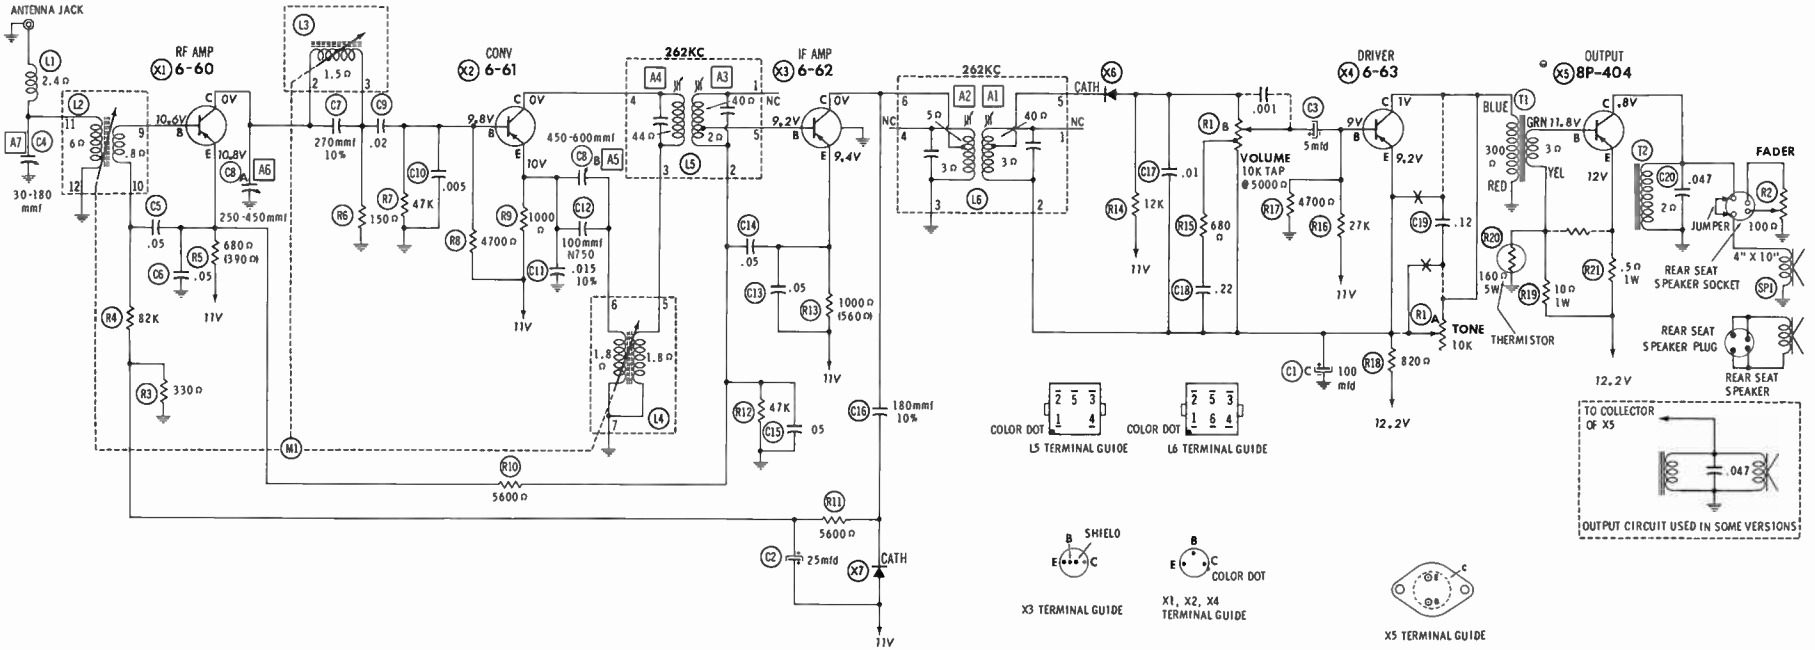 ANTENNA JACK
L1
2.4Ω
RF AMP
X1 6-60
0V
C
L3
1.5Ω
2
3
CONV
X2 6-61
0V
C
262KC
A4
A3
1
NC
40Ω
4
44Ω
2Ω
5
L5
3
2
IF AMP
X3 6-62
0V
C
9.2V
B
E
9.4V
262KC
6
A2
A1
5
NC
4
5Ω
40Ω
1
3Ω
3Ω
3
L6
2
X6
CATH
.001
R1 B
VOLUME
10K TAP
@5000Ω
C3
5mfd
DRIVER
X4 6-63
1V
C
9V
B
E
9.2V
BLUE
T1
300
Ω
RED
GRN
3Ω
YEL
OUTPUT
X5 8P-404
C
.8V
11.8V
B
E
12V
T2
C20
.047
2Ω
FADER
R2
100Ω
JUMPER
REAR SEAT
SPEAKER SOCKET
4" X 10"
SP1
REAR SEAT
SPEAKER PLUG
REAR SEAT
SPEAKER
L2
11
6Ω
9
.8Ω
12
10
A7
C4
30-180
mmf
10.6V
B
E
10.8V
C8
A
A6
250-450mmf
C5
.05
C6
.05
R5
680Ω
(390Ω)
11V
C7
270mmf
10%
C9
.02
R6
150Ω
R7
47K
C10
.005
9.8V
B
E
10V
R8
4700Ω
R9
1000
Ω
11V
450-600mmf
C8
B
A5
C12
100mmf
N750
C11
.015
10%
6
5
1.8
Ω
1.8Ω
L4
7
C14
.05
C13
.05
R13
1000Ω
(560Ω)
11V
R12
47K
C15
05
R4
82K
R3
330Ω
M1
R10
5600Ω
R11
5600Ω
C2
25mfd
C16
180mmf
10%
X7
CATH
11V
R14
12K
11V
C17
.01
R15
680
Ω
C18
.22
R17
4700Ω
R16
27K
11V
C19
.12
R1
A
TONE
10K
R18
820Ω
12.2V
C1
C
100
mfd
R20
160Ω
5W
THERMISTOR
R19
10Ω
1W
R21
.5Ω
1W
12.2V
2 5 3
1 4
COLOR DOT
L5 TERMINAL GUIDE
2 5 3
1 6 4
COLOR DOT
L6 TERMINAL GUIDE
B
SHIELD
E
C
X3 TERMINAL GUIDE
B
E
C
COLOR DOT
X1, X2, X4
TERMINAL GUIDE
C
E
B
X5 TERMINAL GUIDE
TO COLLECTOR
OF X5
.047
OUTPUT CIRCUIT USED IN SOME VERSIONS